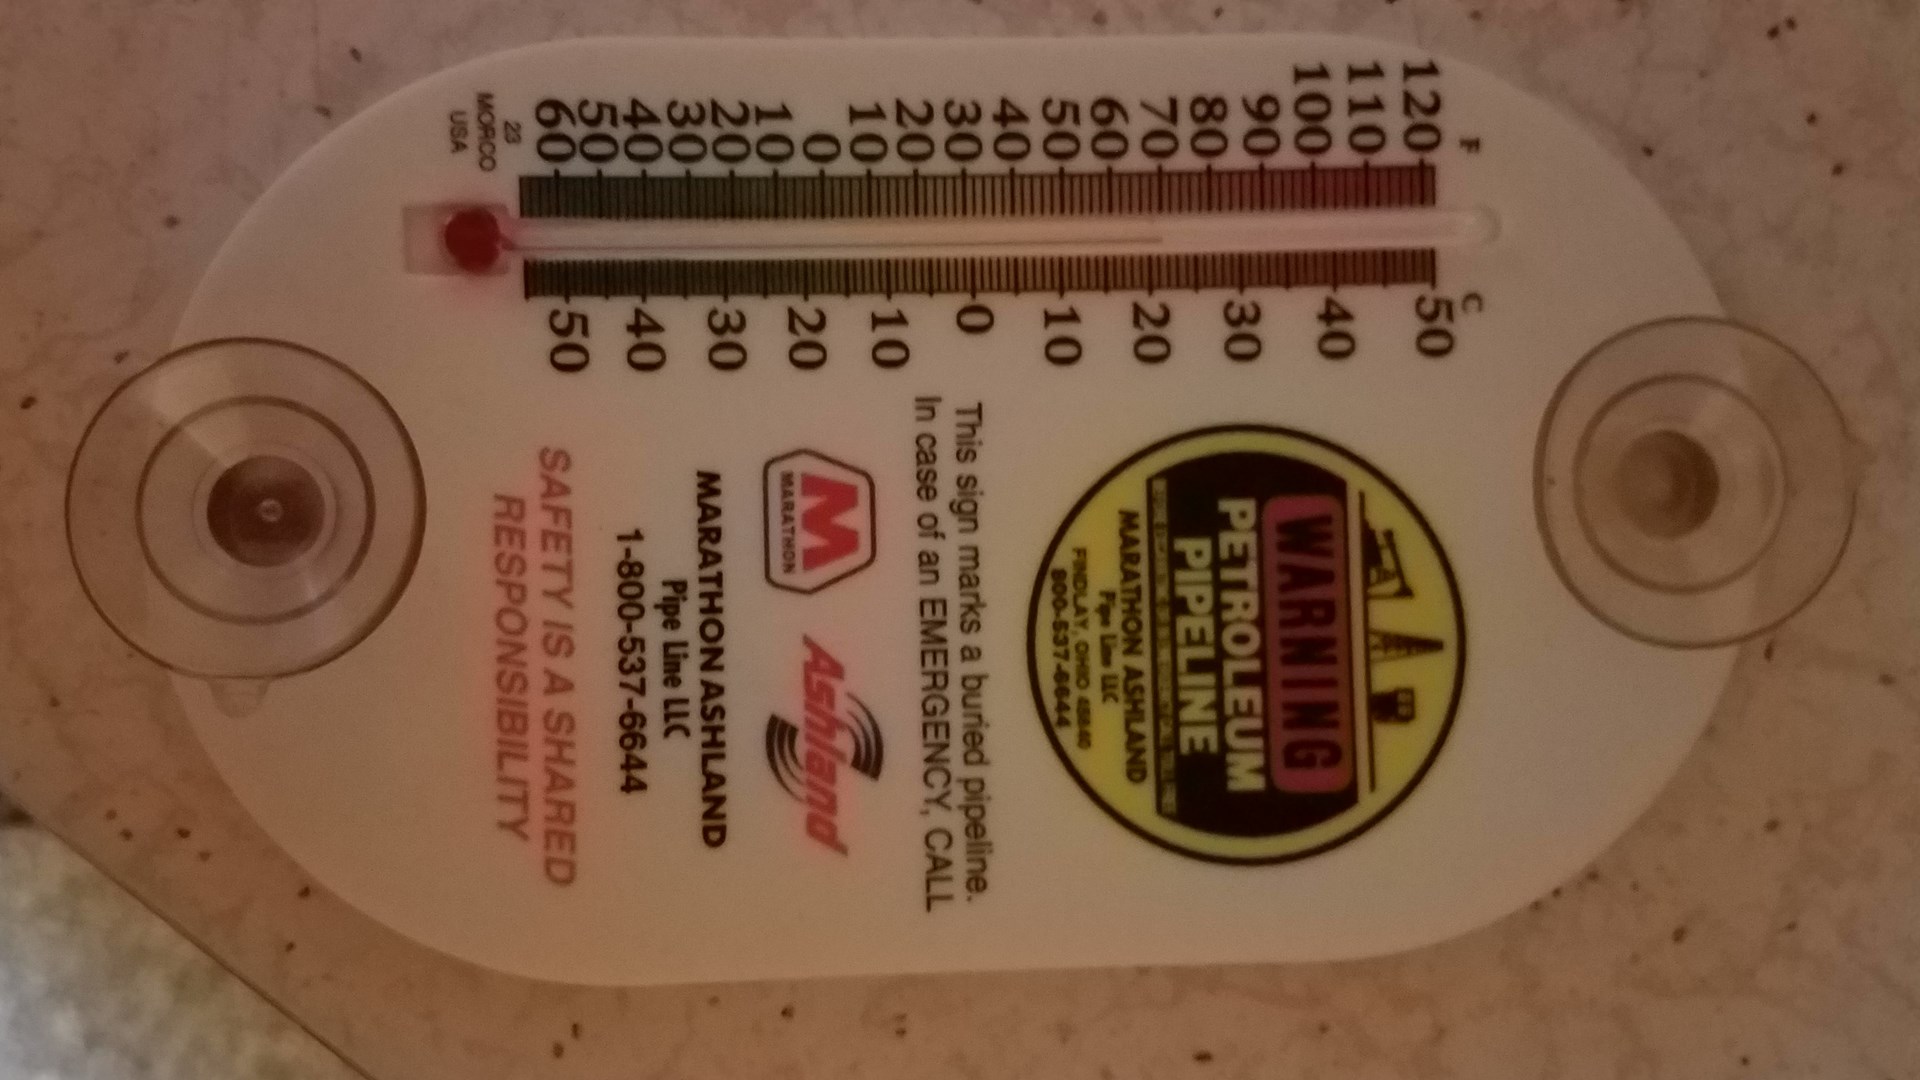 F
120
110
100
90
80
70
60
50
40
30
20
10
0
10
20
30
40
50
60
C
50
40
30
20
10
0
10
20
30
40
50
23
MORCO
USA
WARNING
PETROLEUM
PIPELINE
MARATHON ASHLAND
Pipe Line LLC
FINDLAY, OHIO 45840
800-537-6644
This sign marks a buried pipeline.
In case of an EMERGENCY, CALL
M
MARATHON
Ashland
MARATHON ASHLAND
Pipe Line LLC
1-800-537-6644
SAFETY IS A SHARED
RESPONSIBILITY